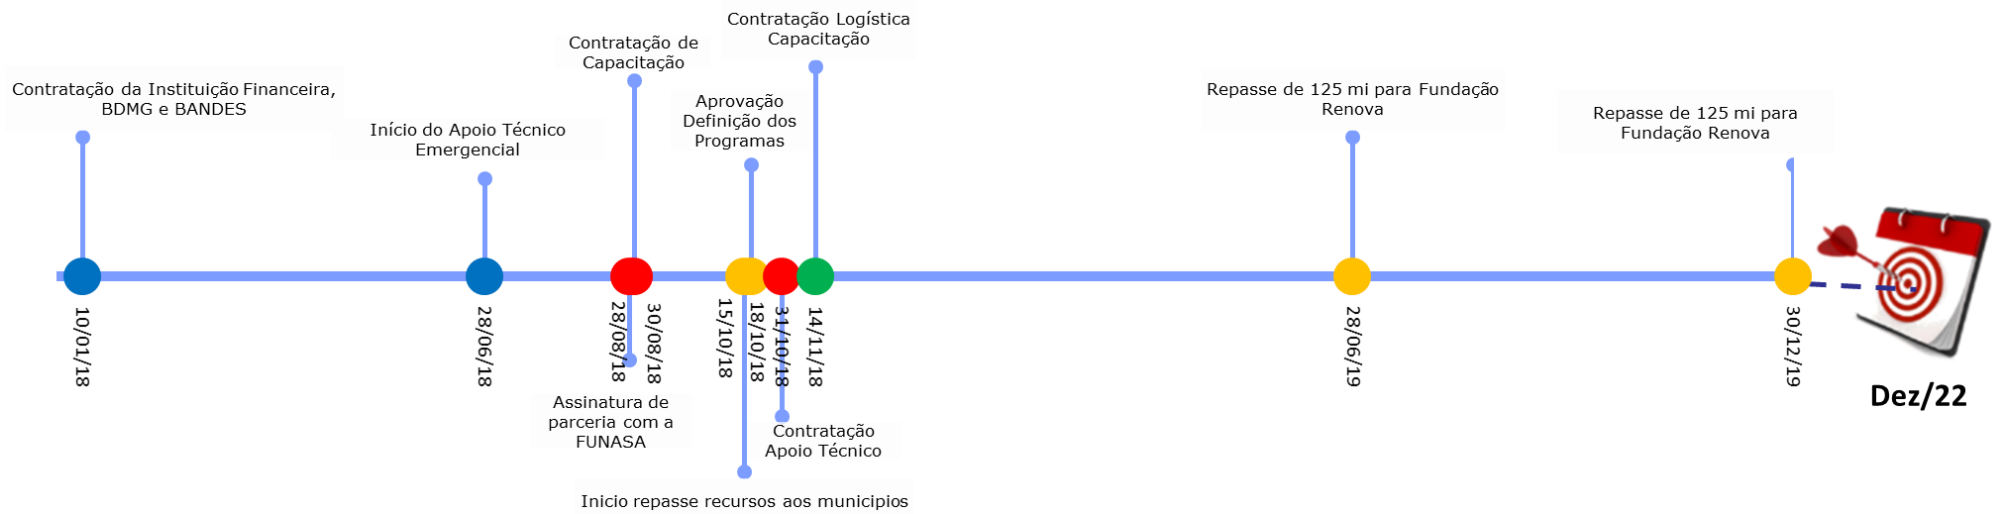 Contratação da Instituição Financeira,
BDMG e BANDES
Início do Apoio Técnico
Emergencial
Contratação de
Capacitação
Aprovação
Definição dos
Programas
Contratação Logística
Capacitação
Repasse de 125 mi para Fundação
Renova
Repasse de 125 mi para
Fundação Renova
10/01/18
28/06/18
28/08/18
30/08/18
15/10/18
18/10/18
31/10/18
14/11/18
28/06/19
30/12/19
Dez/22
Assinatura de
parceria com a
FUNASA
Contratação
Apoio Técnico
Inicio repasse recursos aos municipios